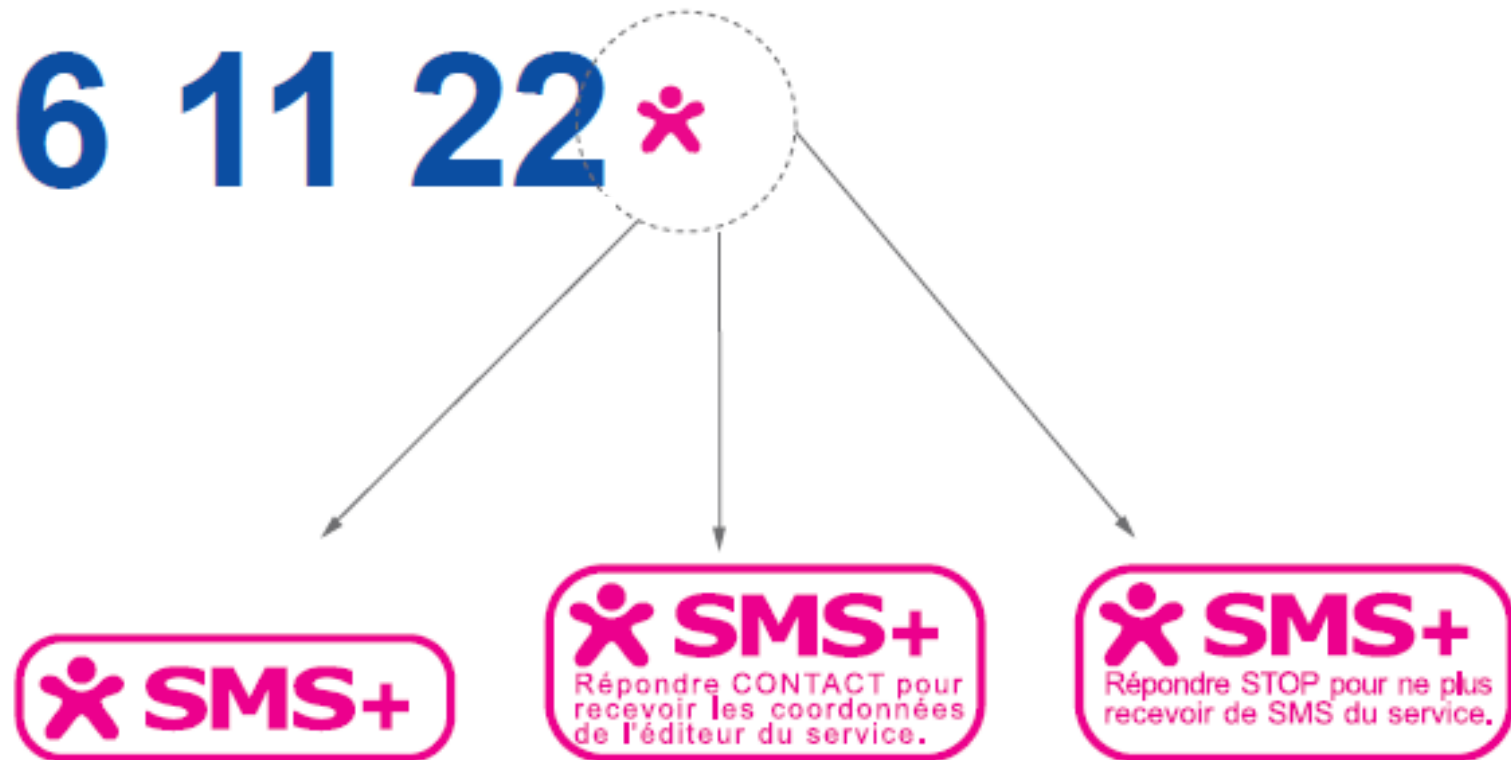 6 11 22
SMS+
SMS+
Répondre CONTACT pour
recevoir les coordonnées
de l'éditeur du service.
SMS+
Répondre STOP pour ne plus
recevoir de SMS du service.